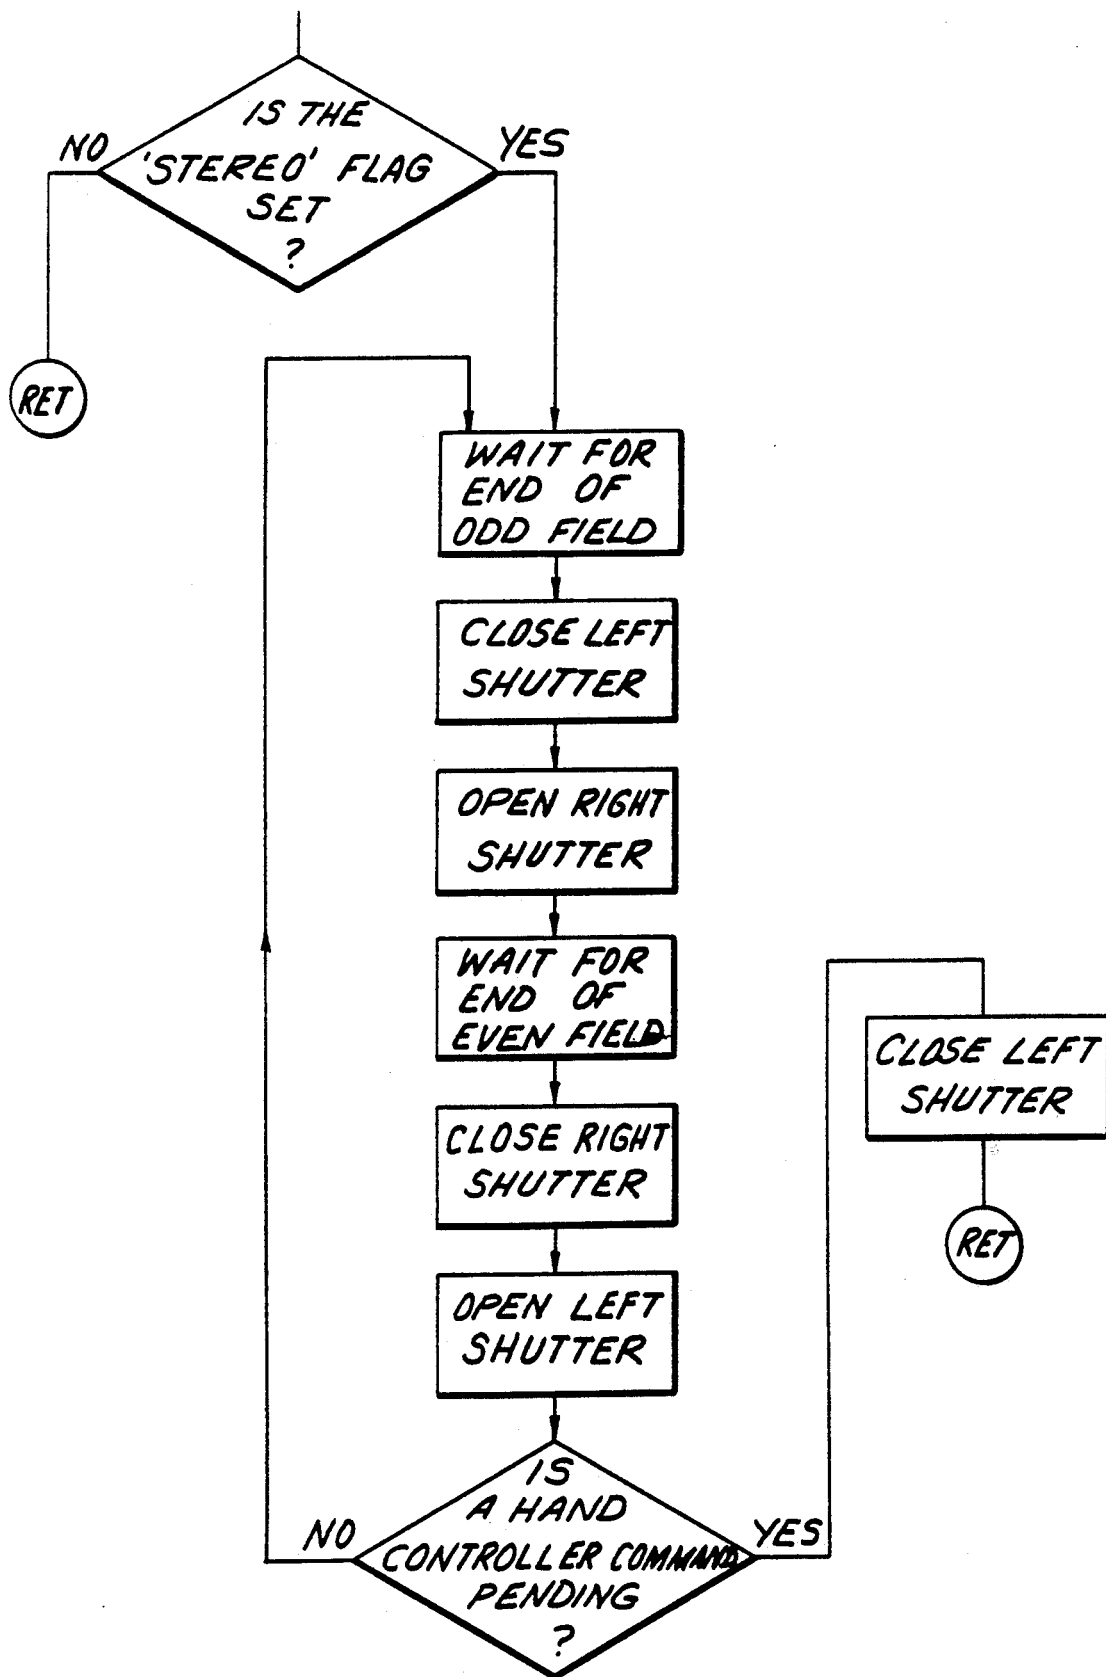 IS THE
'STEREO' FLAG
SET
?
NO
YES
RET
WAIT FOR
END OF
ODD FIELD
CLOSE LEFT
SHUTTER
OPEN RIGHT
SHUTTER
WAIT FOR
END OF
EVEN FIELD
CLOSE RIGHT
SHUTTER
OPEN LEFT
SHUTTER
IS
A HAND
CONTROLLER COMMAND
PENDING
?
NO
YES
CLOSE LEFT
SHUTTER
RET